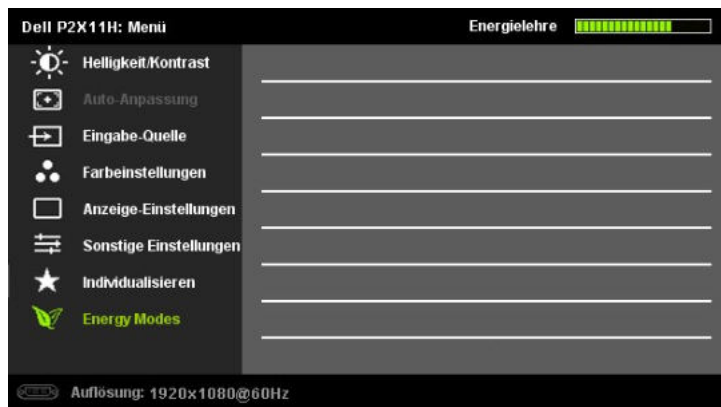 Dell P2X11H: Menü Energielehre
Helligkeit/Kontrast
Auto-Anpassung
Eingabe-Quelle
Farbeinstellungen
Anzeige-Einstellungen
Sonstige Einstellungen
Individualisieren
Energy Modes
Auflösung: 1920x1080@60Hz